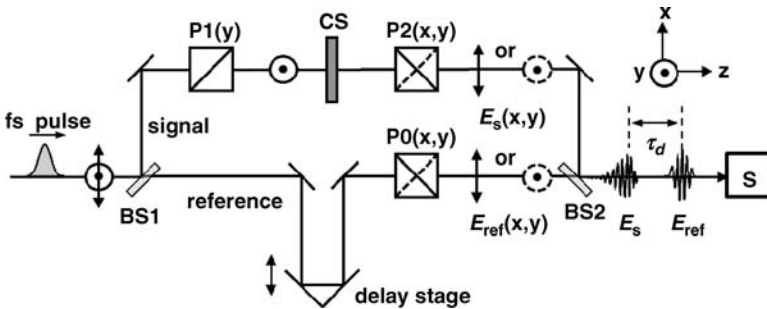 P1(y)
CS
P2(x,y)
or
x
y
z
fs pulse
signal
Es(x,y)
τd
P0(x,y)
or
BS1
reference
Eref(x,y)
BS2
Es
Eref
S
delay stage